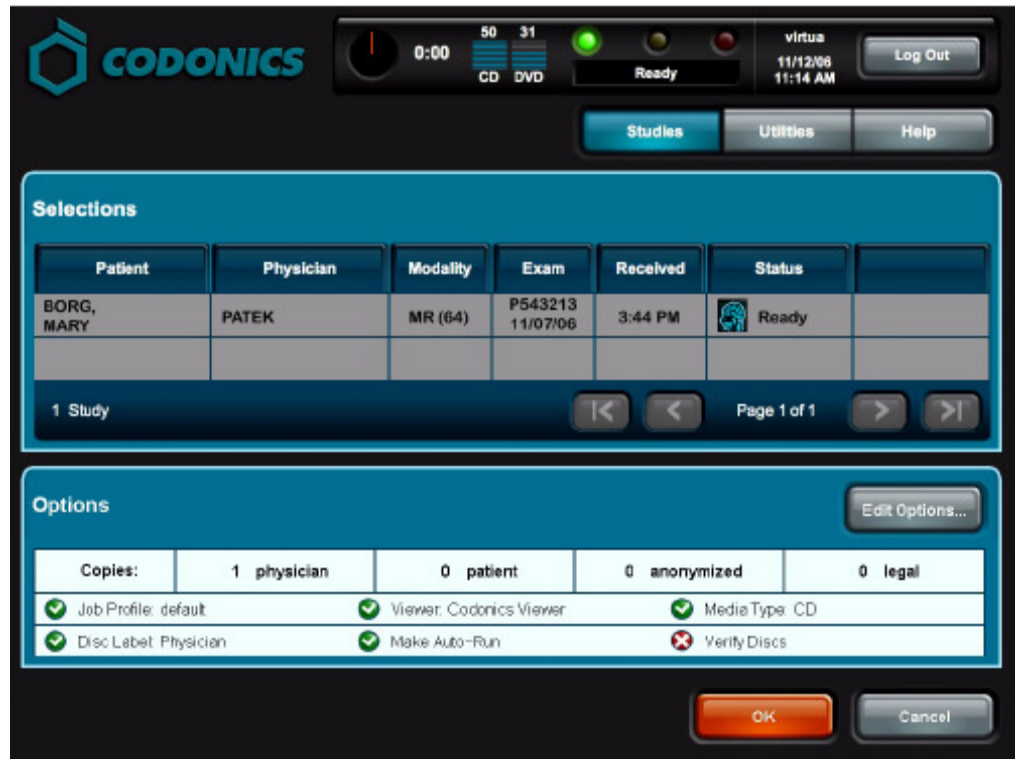 CODONICS
0:00
50 31
CD DVD
Ready
virtua
11/12/06
11:14 AM
Log Out
Studies Utilities Help
Selections
Patient Physician Modality Exam Received Status
BORG,
MARY
PATEK
MR (64)
P543213
11/07/06
3:44 PM
Ready
1 Study
Page 1 of 1
Options
Edit Options...
Copies: 1 physician 0 patient 0 anonymized 0 legal
Job Profile: default Viewer: Codonics Viewer Media Type: CD
Disc Label: Physician Make Auto-Run Verify Discs
OK Cancel